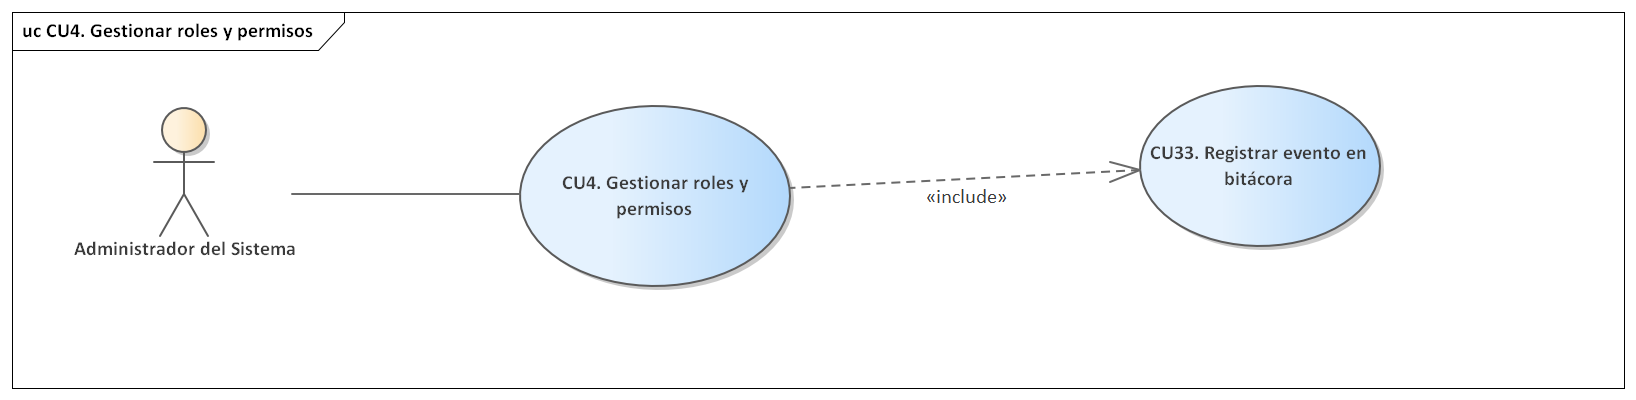 uc CU4. Gestionar roles y permisos
Administrador del Sistema
CU4. Gestionar roles y
permisos
«include»
CU33. Registrar evento en
bitácora